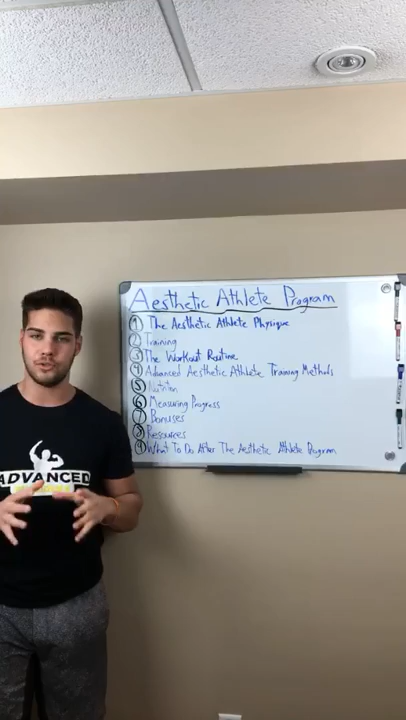 Aesthetic Athlete Program
① The Aesthetic Athlete Physique
② Training
③ The Workout Routine
④ Advanced Aesthetic Athlete Training Methods
⑤ Nutrition
⑥ Measuring Progress
⑦ Bonuses
⑧ Resources
⑨ What To Do After The Aesthetic Athlete Program
ADVANCED